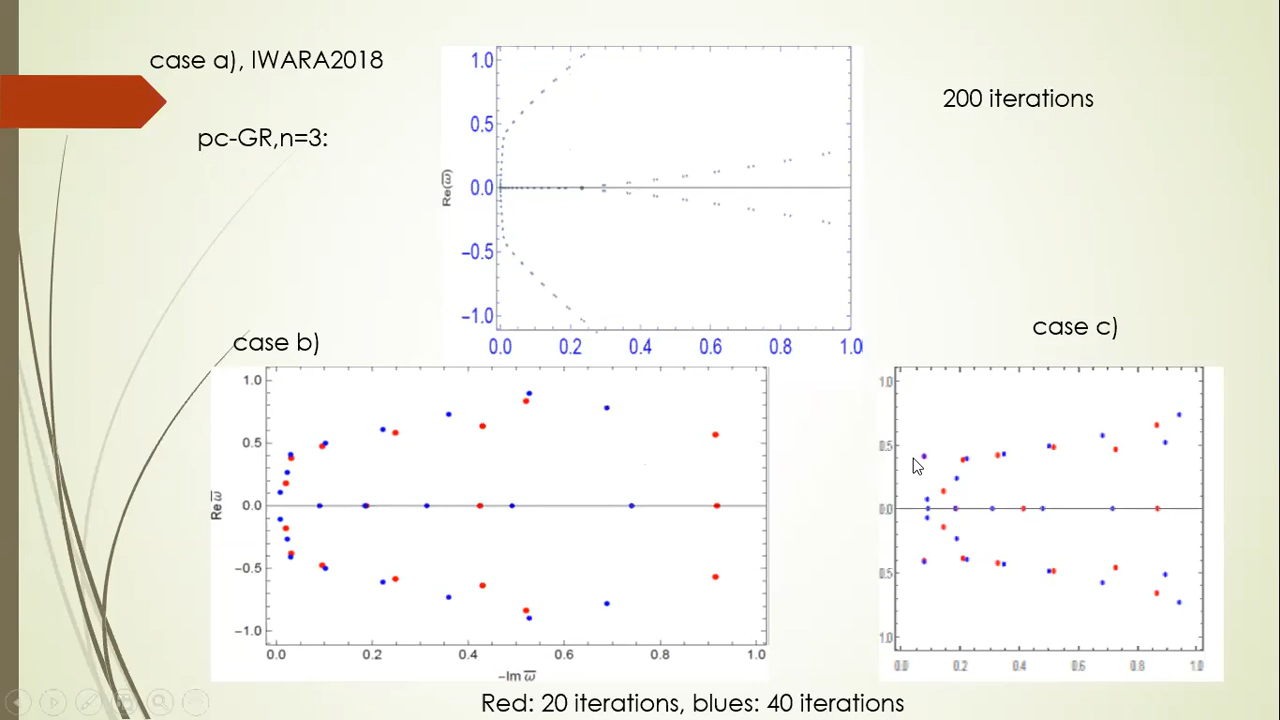 case a), IWARA2018
200 iterations
pc-GR,n=3:
1.0
0.5
0.0
−0.5
−1.0
Re(ω̅)
0.0 0.2 0.4 0.6 0.8 1.0
case b)
case c)
1.0
0.5
0.0
−0.5
−1.0
Re ω̅
0.0 0.2 0.4 0.6 0.8 1.0
−Im ω̅
1.0
0.5
0.0
0.5
1.0
0.0 0.2 0.4 0.6 0.8 1.0
Red: 20 iterations, blues: 40 iterations